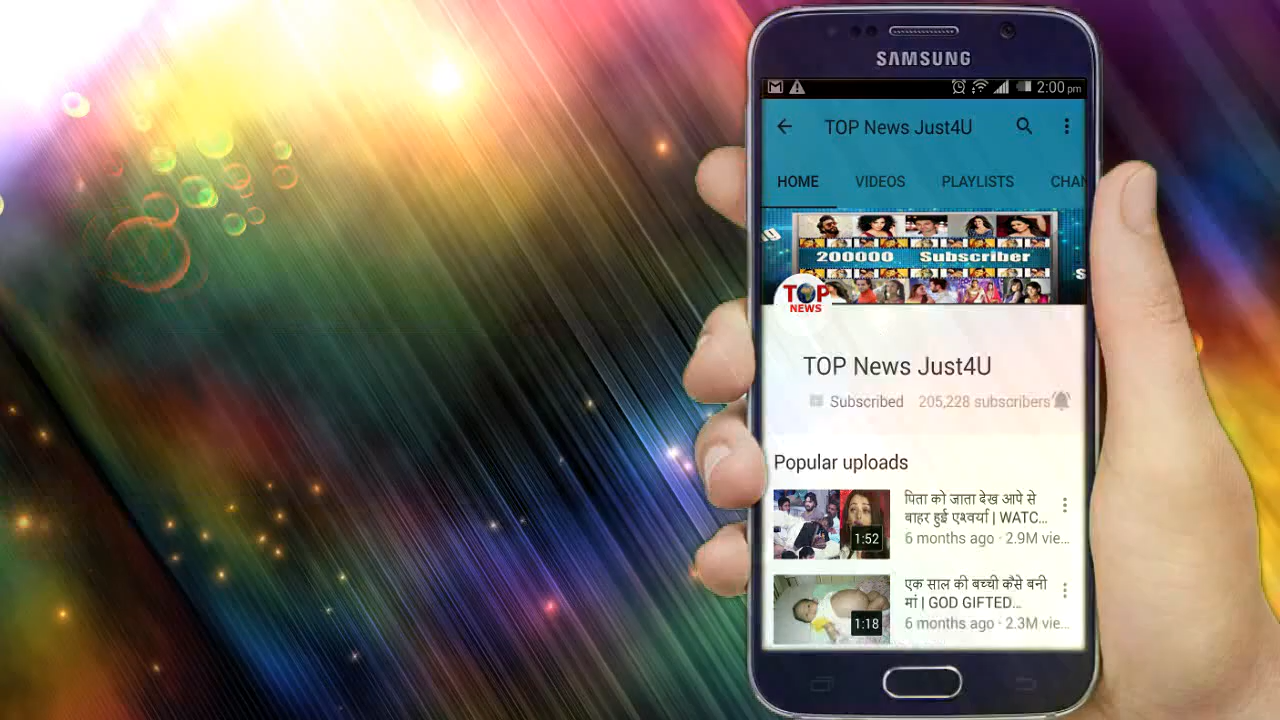 SAMSUNG
2:00 pm
TOP News Just4U
HOME VIDEOS PLAYLISTS CHAN
200000 Subscriber
S
TOP
NEWS
TOP News Just4U
Subscribed 205,228 subscribers
Popular uploads
पिता को जाता देख आपे से
बाहर हुई एश्वर्या | WATC...
1:52
6 months ago · 2.9M vie...
एक साल की बच्ची कैसे बनी
मां | GOD GIFTED...
1:18
6 months ago · 2.3M vie...